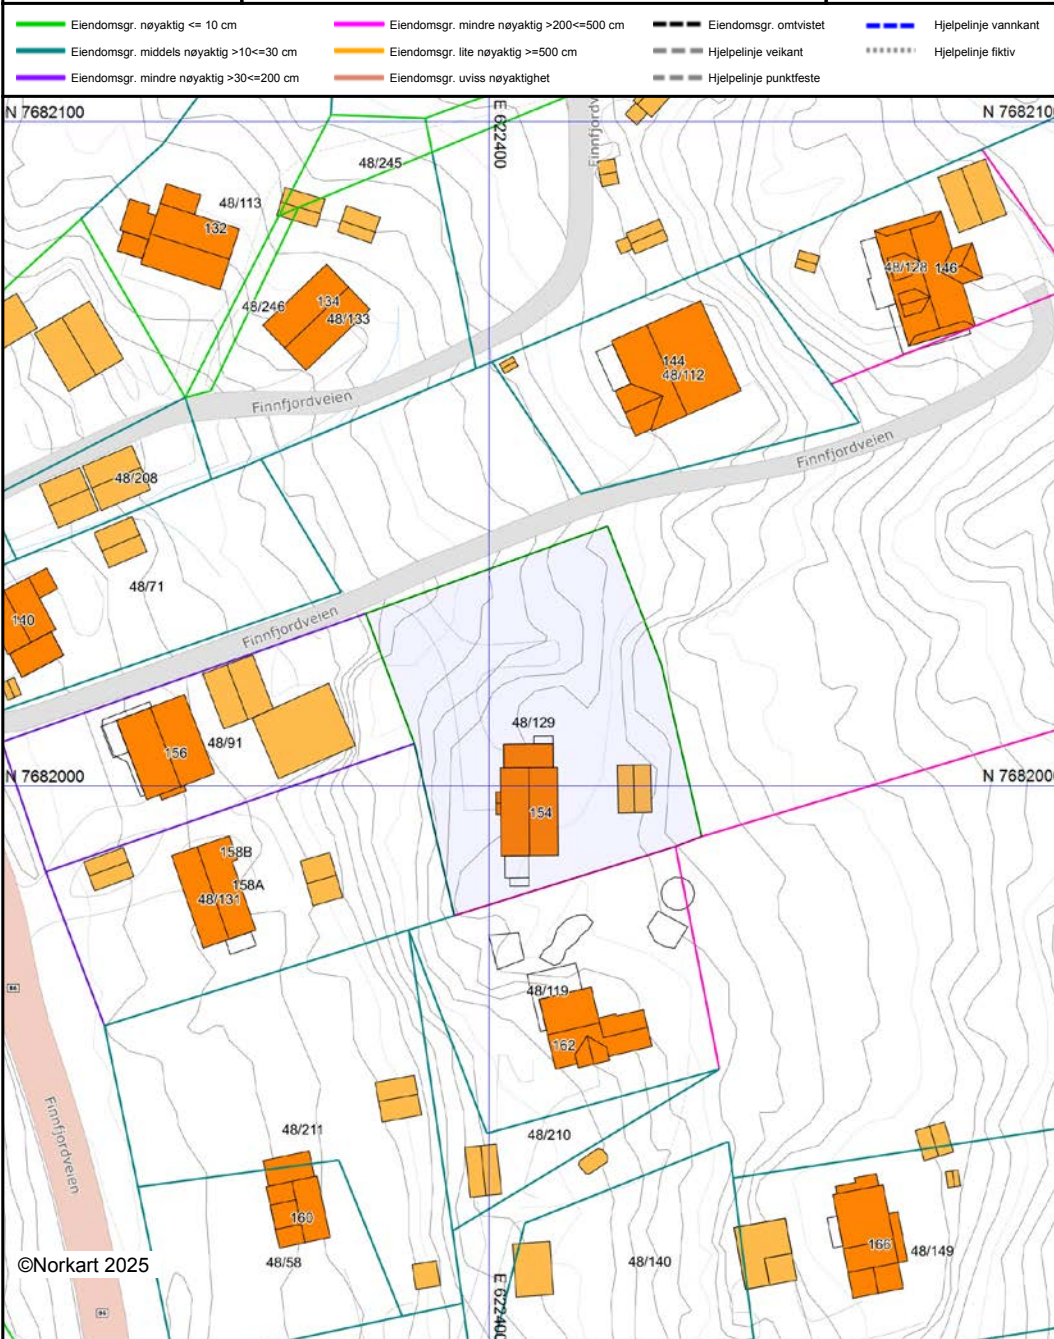 Eiendomsgr. nøyaktig <= 10 cm
Eiendomsgr. mindre nøyaktig >200<=500 cm
Eiendomsgr. omtvistet
Hjelpelinje vannkant
Eiendomsgr. middels nøyaktig >10<=30 cm
Eiendomsgr. lite nøyaktig >=500 cm
Hjelpelinje veikant
Hjelpelinje fiktiv
Eiendomsgr. mindre nøyaktig >30<=200 cm
Eiendomsgr. uviss nøyaktighet
Hjelpelinje punktfeste
N 7682100
E 622400
Finnfjordv
N 7682100
48/245
48/113
132
48/246
134
48/133
48/128
146
144
48/112
Finnfjordveien
Finnfjordveien
48/208
48/71
140
Finnfjordveien
48/129
156
48/91
N 7682000
N 7682000
154
158B
158A
48/131
86
48/119
162
Finnfjordveien
48/211
48/210
160
166
48/149
48/58
48/140
©Norkart 2025
E 622400
86